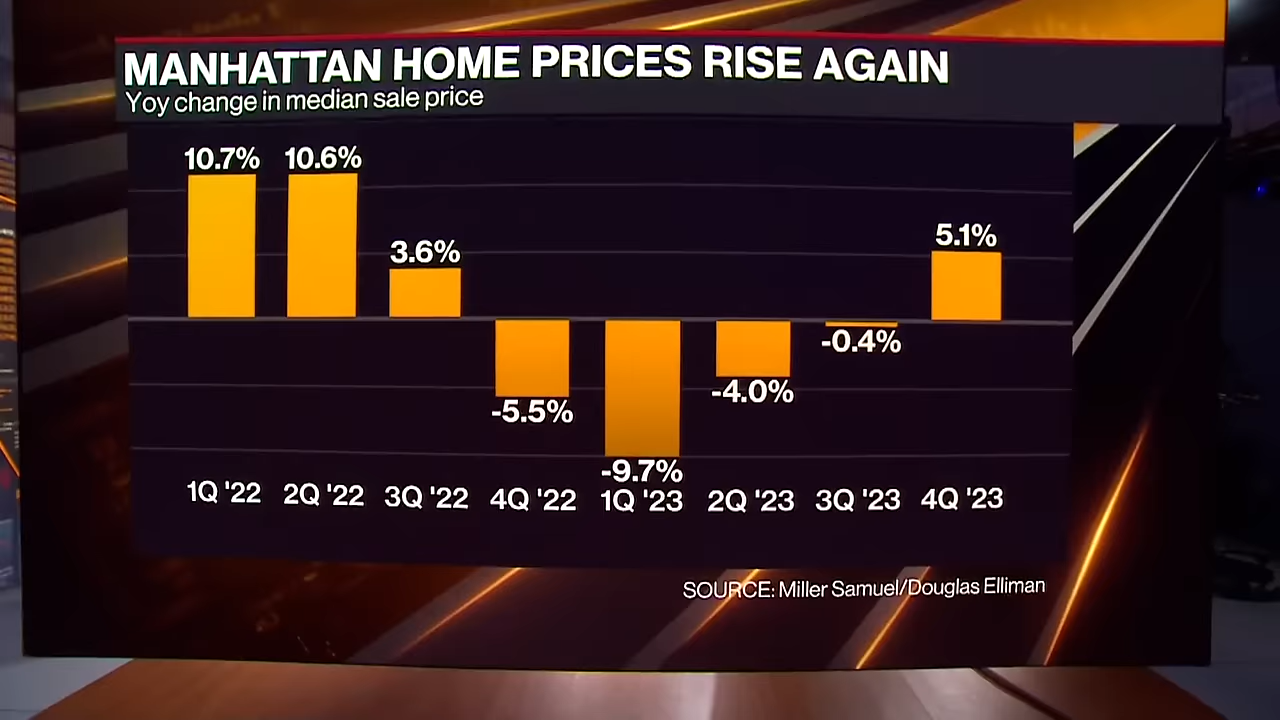 MANHATTAN HOME PRICES RISE AGAIN
Yoy change in median sale price
10.7%
10.6%
3.6%
-5.5%
-9.7%
-4.0%
-0.4%
5.1%
1Q '22
2Q '22
3Q '22
4Q '22
1Q '23
2Q '23
3Q '23
4Q '23
SOURCE: Miller Samuel/Douglas Elliman